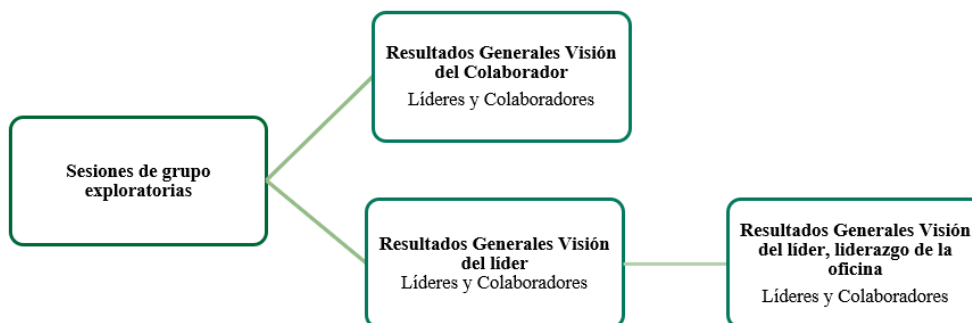 Resultados Generales Visión
del Colaborador
Líderes y Colaboradores
Sesiones de grupo
exploratorias
Resultados Generales Visión
del líder
Líderes y Colaboradores
Resultados Generales Visión
del líder, liderazgo de la
oficina
Líderes y Colaboradores